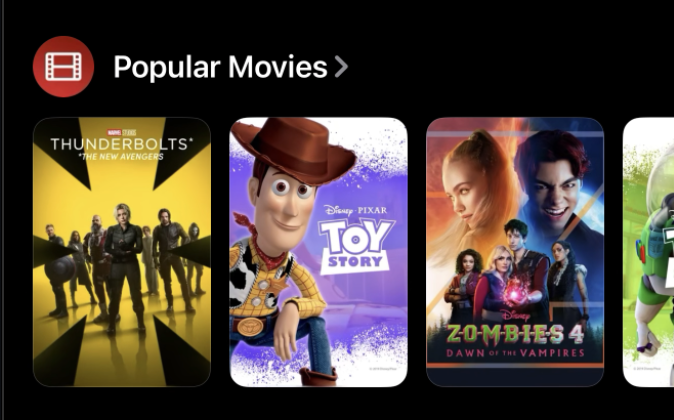 Popular Movies
MARVEL STUDIOS
THUNDERBOLTS*
*THE NEW AVENGERS
Disney · PIXAR
TOY
STORY
Disney
ZOMBIES 4
DAWN OF THE VAMPIRES